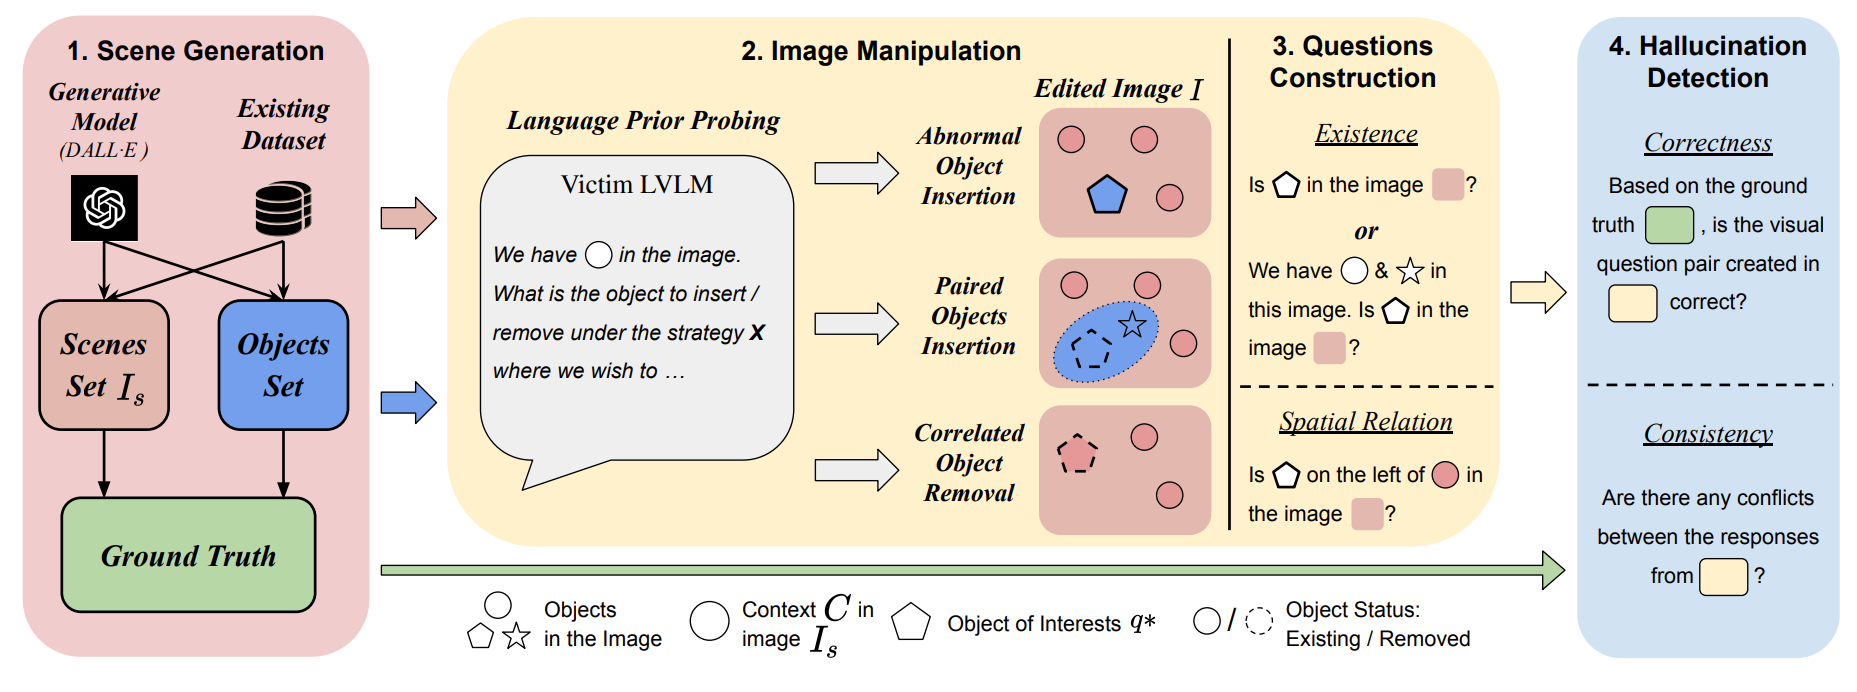 1. Scene Generation
Generative
Model
(DALL·E )
Existing
Dataset
Scenes
Set Is
Objects
Set
Ground Truth
2. Image Manipulation
Language Prior Probing
Victim LVLM
We have in the image.
What is the object to insert /
remove under the strategy X
where we wish to ...
Edited Image I
Abnormal
Object
Insertion
Paired
Objects
Insertion
Correlated
Object
Removal
3. Questions
Construction
Existence
Is in the image ?
or
We have & in
this image. Is in the
image ?
Spatial Relation
Is on the left of in
the image ?
4. Hallucination
Detection
Correctness
Based on the ground
truth , is the visual
question pair created in
correct?
Consistency
Are there any conflicts
between the responses
from ?
Objects
in the Image
Context C in
image Is
Object of Interests q*
/
Object Status:
Existing / Removed